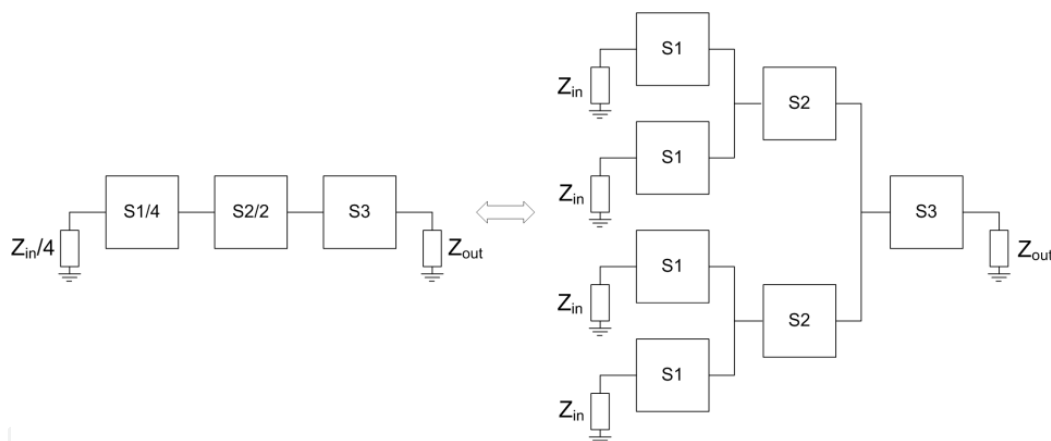 S1
Z_in
S2
S1
Z_in
S1/4
S2/2
S3
S3
Z_in/4
Z_out
Z_out
S1
Z_in
S2
S1
Z_in